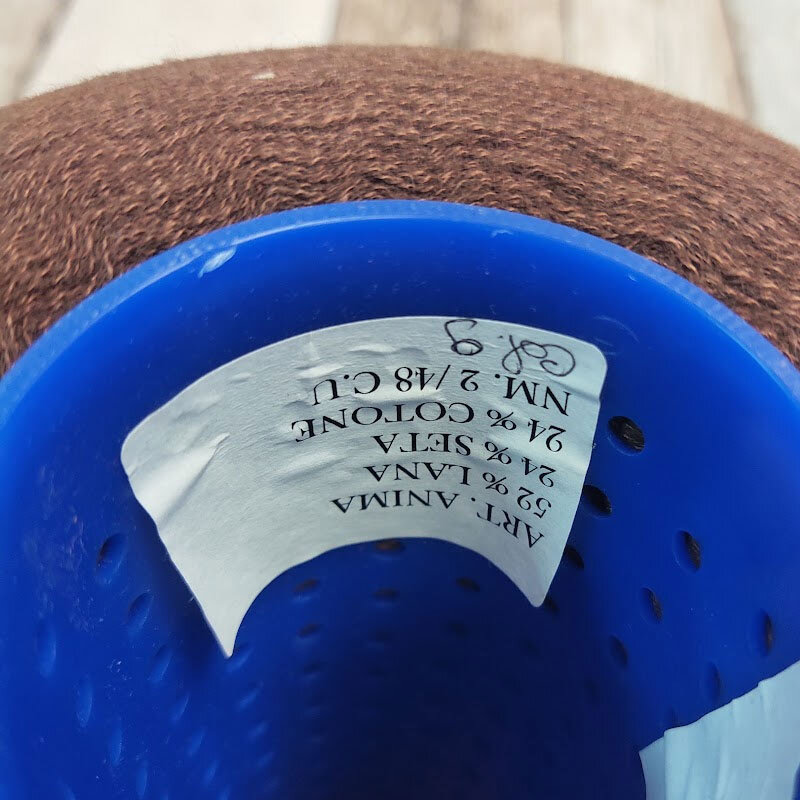 ART. ANIMA
52 % LANA
24 % SETA
24 % COTONE
NM. 2/48 C.U
Col. 9